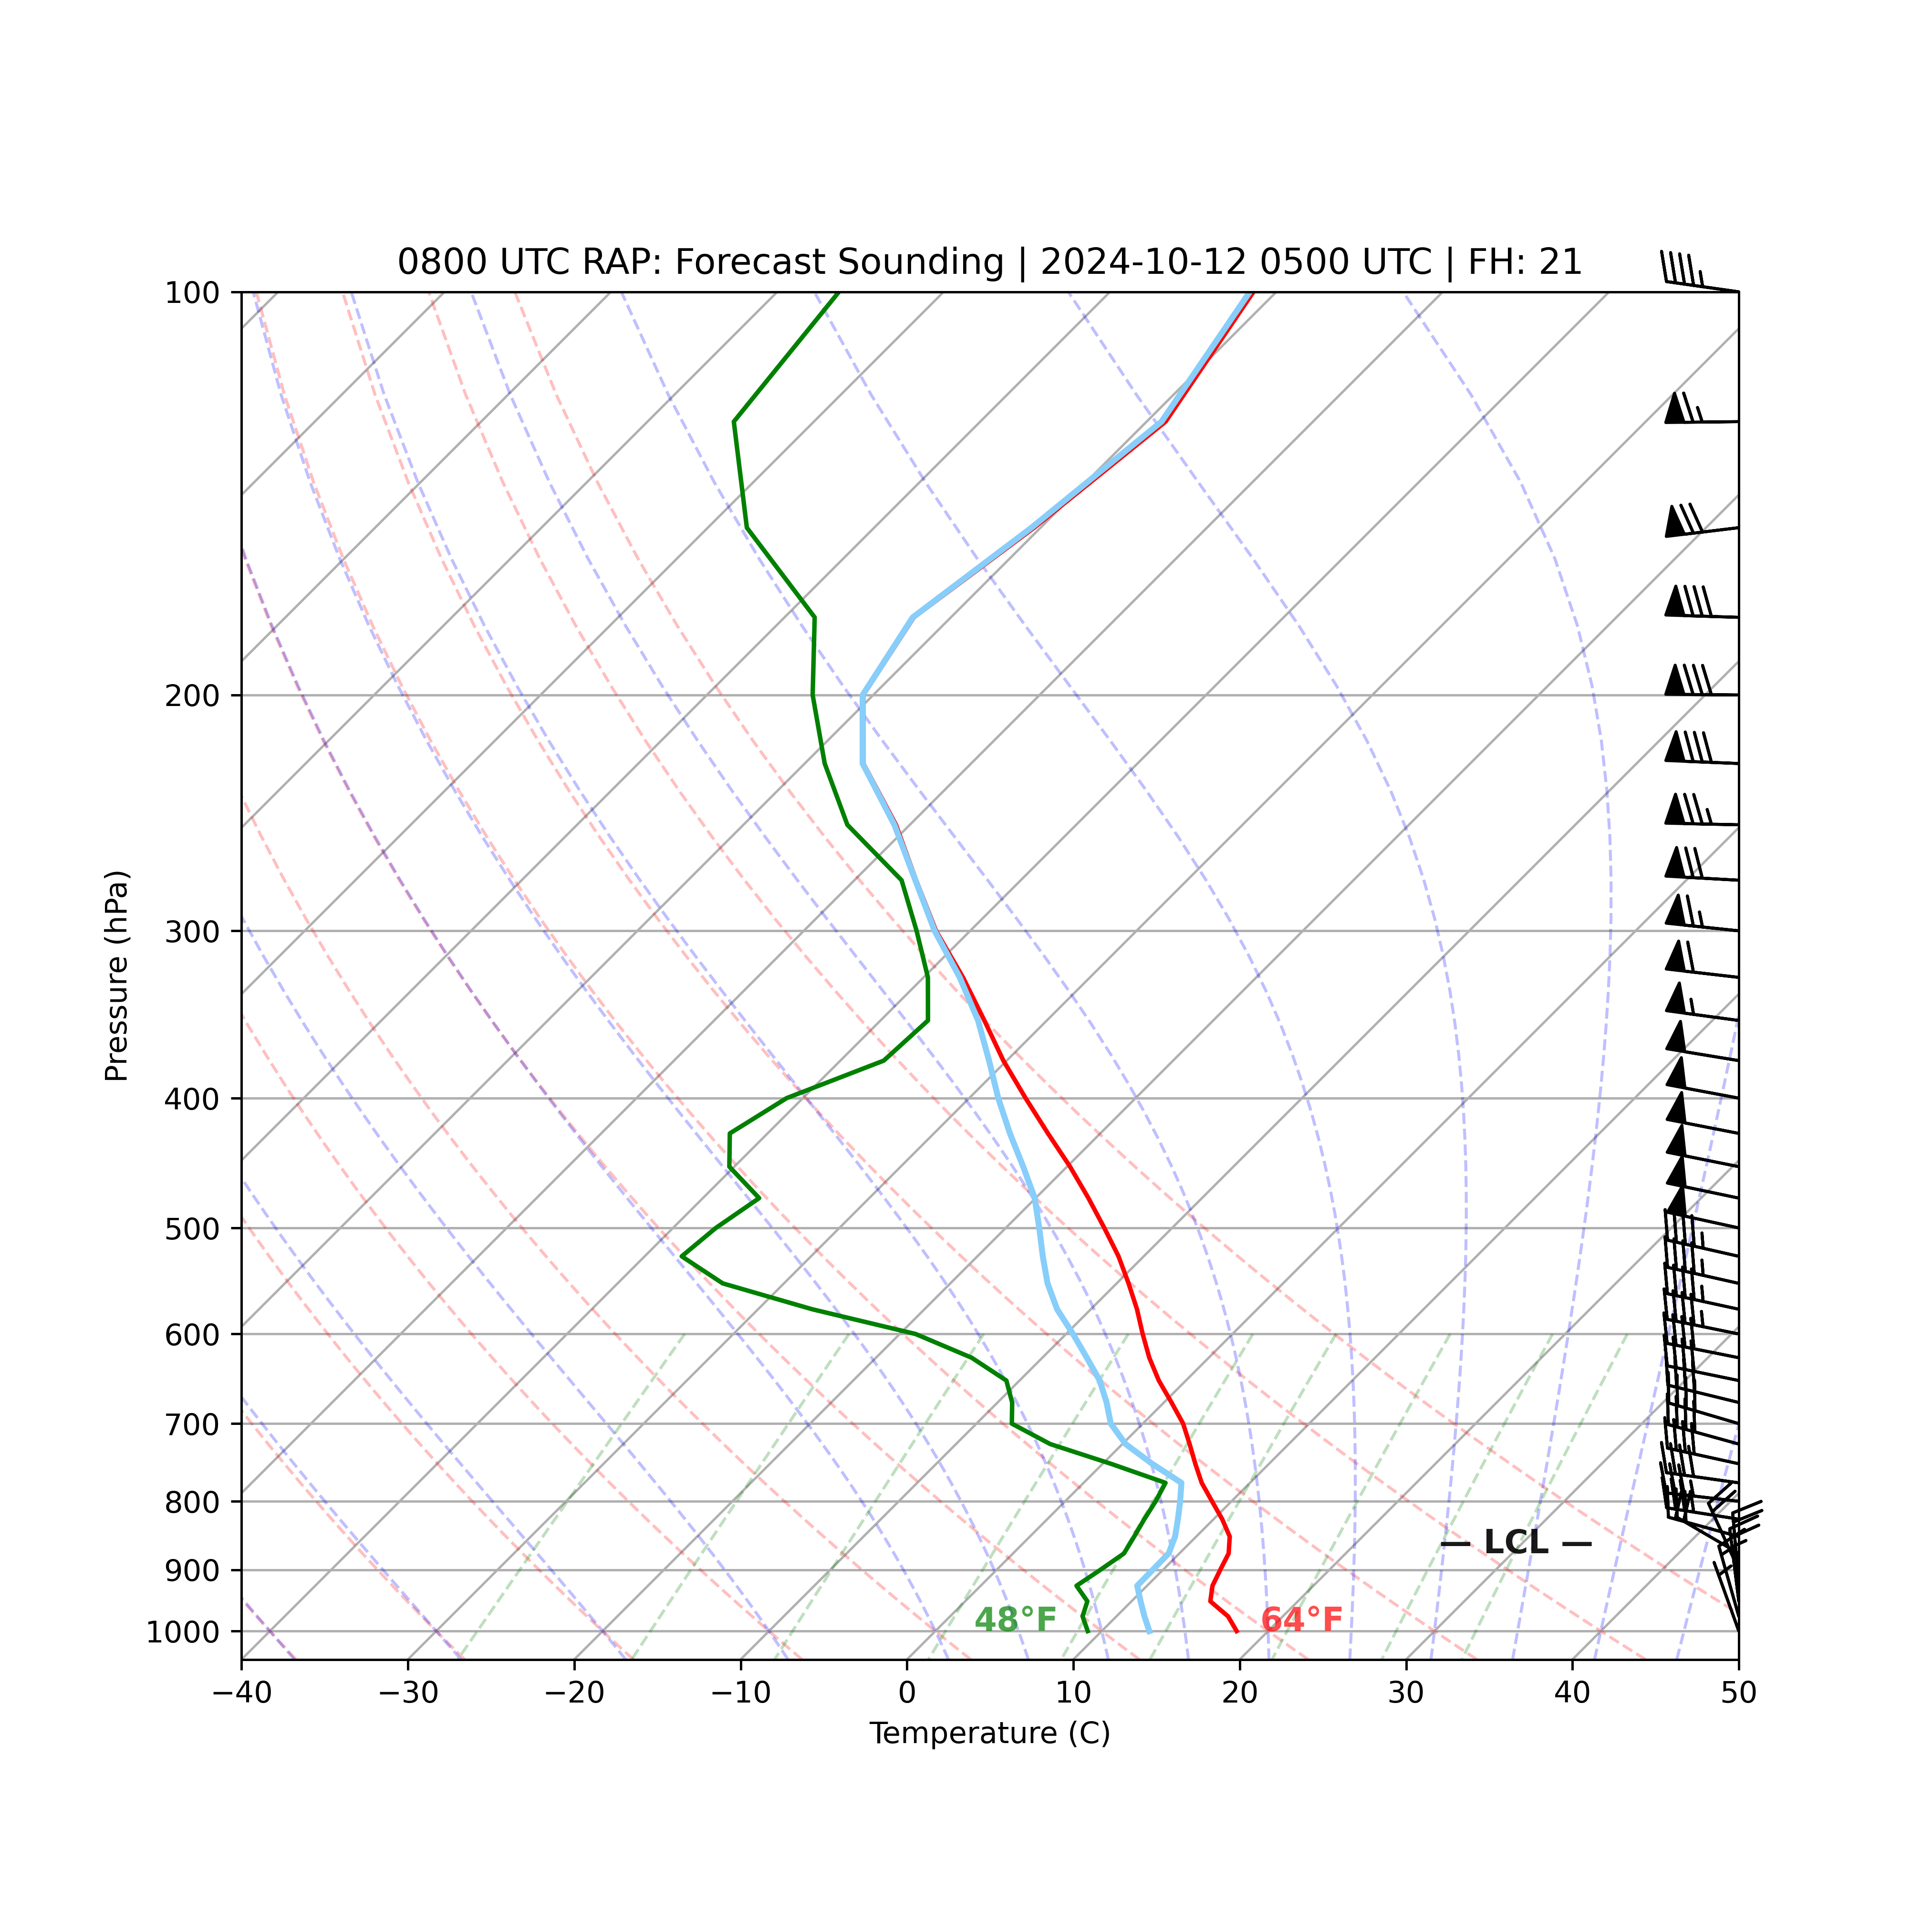 0800 UTC RAP: Forecast Sounding | 2024-10-12 0500 UTC | FH: 21
100
200
300
400
500
600
700
800
900
1000
Pressure (hPa)
— LCL —
48°F
64°F
−40 −30 −20 −10 0 10 20 30 40 50
Temperature (C)